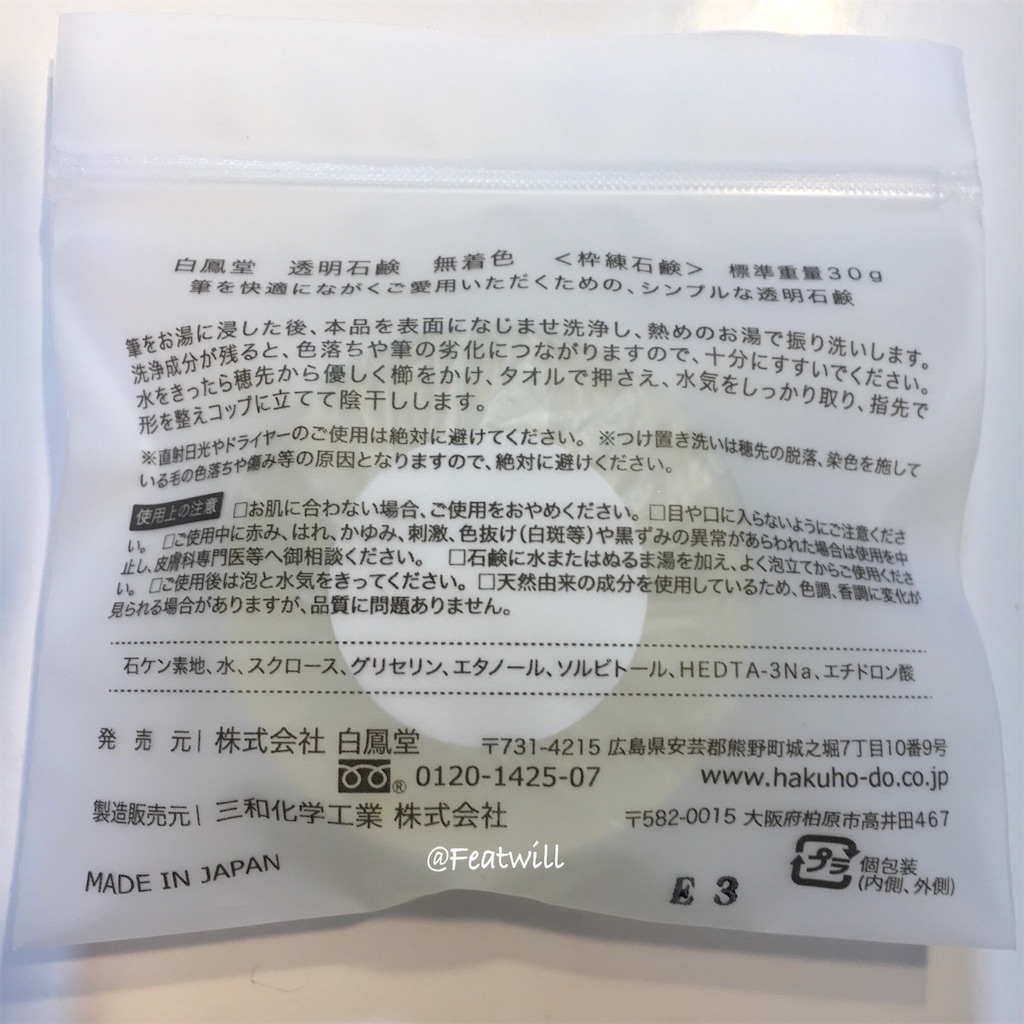 白鳳堂 透明石鹸 無着色 ＜枠練石鹸＞ 標準重量30g
筆を快適にながくご愛用いただくための、シンプルな透明石鹸
筆をお湯に浸した後、本品を表面になじませ洗浄し、熱めのお湯で振り洗いします。
洗浄成分が残ると、色落ちや筆の劣化につながりますので、十分にすすいでください。
水をきったら穂先から優しく櫛をかけ、タオルで押さえ、水気をしっかり取り、指先で
形を整えコップに立てて陰干しします。
※直射日光やドライヤーのご使用は絶対に避けてください。※つけ置き洗いは穂先の脱落、染色を施して
いる毛の色落ちや傷み等の原因となりますので、絶対に避けください。
使用上の注意 □お肌に合わない場合、ご使用をおやめください。□目や口に入らないようにご注意くださ
い。 □ご使用中に赤み、はれ、かゆみ、刺激、色抜け(白斑等)や黒ずみの異常があらわれた場合は使用を中
止し、皮膚科専門医等へ御相談ください。 □石鹸に水またはぬるま湯を加え、よく泡立てからご使用くださ
い。 □ご使用後は泡と水気をきってください。□天然由来の成分を使用しているため、色調、香調に変化が
見られる場合がありますが、品質に問題ありません。
石ケン素地、水、スクロース、グリセリン、エタノール、ソルビトール、HEDTA-3Na、エチドロン酸
発売元| 株式会社 白鳳堂 〒731-4215 広島県安芸郡熊野町城之堀7丁目10番9号
® 0120-1425-07 www.hakuho-do.co.jp
製造販売元| 三和化学工業 株式会社 〒582-0015 大阪府柏原市高井田467
@Featwill
MADE IN JAPAN
プラ 個包装
(内側、外側)
E3